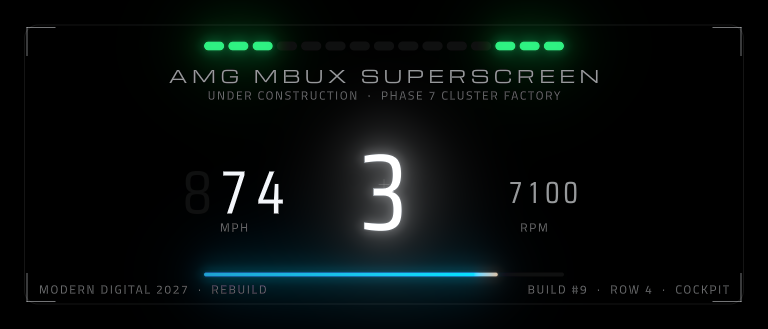 AMG MBUX SUPERSCREEN
UNDER CONSTRUCTION · PHASE 7 CLUSTER FACTORY
74
MPH
3
7100
RPM
MODERN DIGITAL 2027 · REBUILD
BUILD #9 · ROW 4 · COCKPIT